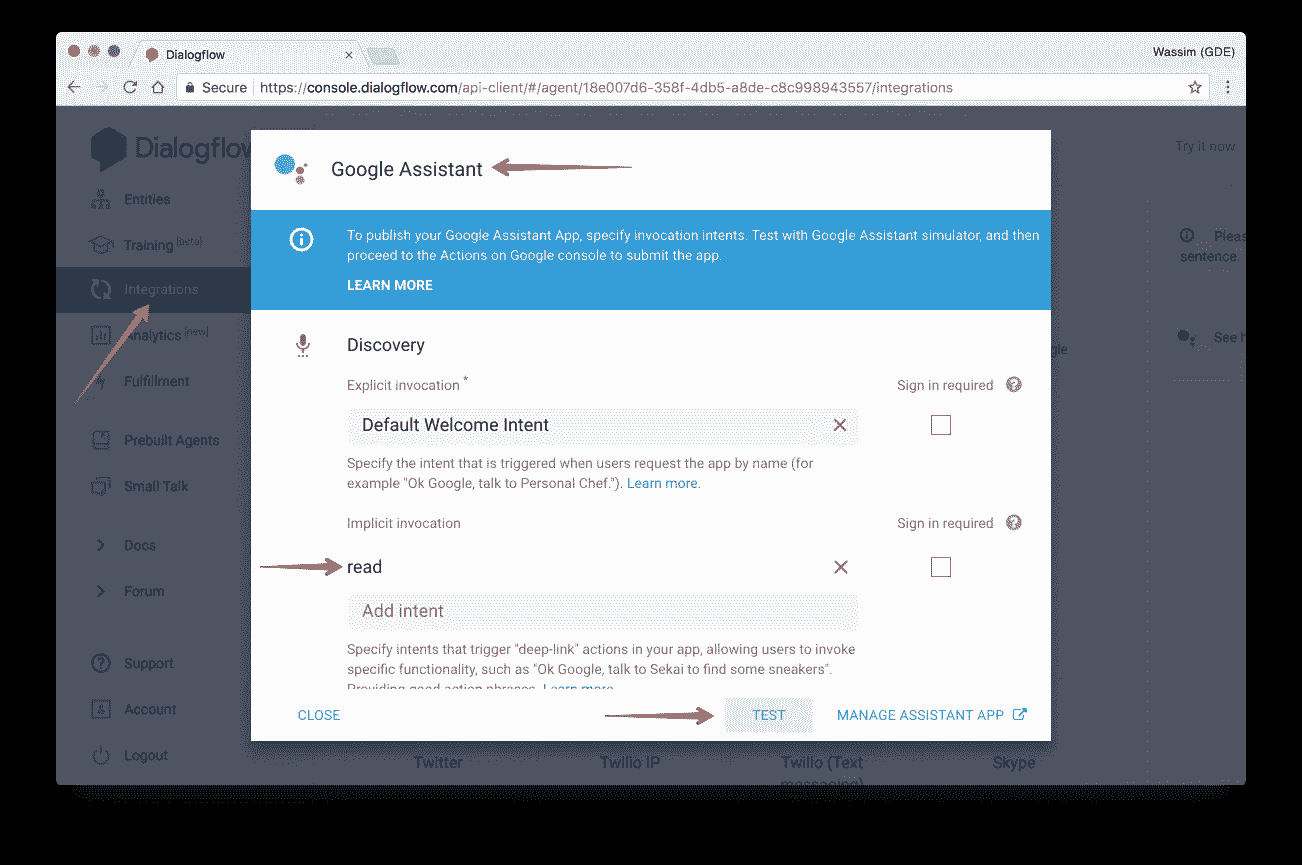 Dialogflow
Wassim (GDE)
Secure
https://console.dialogflow.com/api-client/#/agent/18e007d6-358f-4db5-a8de-c8c998943557/integrations
Dialogflow
Try it now
Entities
Training [beta]
Integrations
Analytics [new]
Fulfillment
Prebuilt Agents
Small Talk
Docs
Forum
Support
Account
Logout
Google Assistant
To publish your Google Assistant App, specify invocation intents. Test with Google Assistant simulator, and then
proceed to the Actions on Google console to submit the app.
LEARN MORE
Discovery
Explicit invocation *
Sign in required
Default Welcome Intent
Specify the intent that is triggered when users request the app by name (for
example "Ok Google, talk to Personal Chef."). Learn more.
Implicit invocation
Sign in required
read
Add intent
Specify intents that trigger "deep-link" actions in your app, allowing users to invoke
specific functionality, such as "Ok Google, talk to Sekai to find some sneakers".
Providing good action phrases. Learn more
CLOSE
TEST
MANAGE ASSISTANT APP
sentence.
See
Twitter
Twilio IP
Twilio (Text
messaging)
Skype